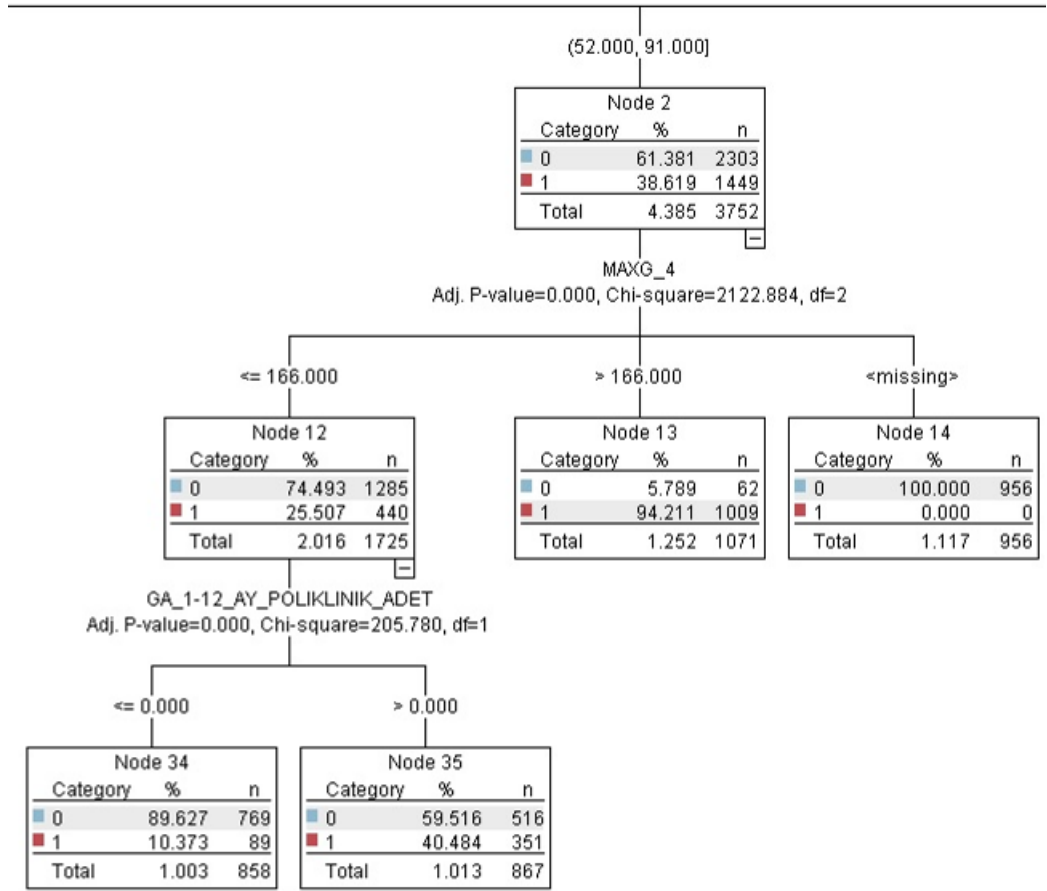 (52.000, 91.000]
Node 2
Category % n
0 61.381 2303
1 38.619 1449
Total 4.385 3752
MAXG_4
Adj. P-value=0.000, Chi-square=2122.884, df=2
<= 166.000
> 166.000
<missing>
Node 12
Category % n
0 74.493 1285
1 25.507 440
Total 2.016 1725
Node 13
Category % n
0 5.789 62
1 94.211 1009
Total 1.252 1071
Node 14
Category % n
0 100.000 956
1 0.000 0
Total 1.117 956
GA_1-12_AY_POLIKLINIK_ADET
Adj. P-value=0.000, Chi-square=205.780, df=1
<= 0.000
> 0.000
Node 34
Category % n
0 89.627 769
1 10.373 89
Total 1.003 858
Node 35
Category % n
0 59.516 516
1 40.484 351
Total 1.013 867